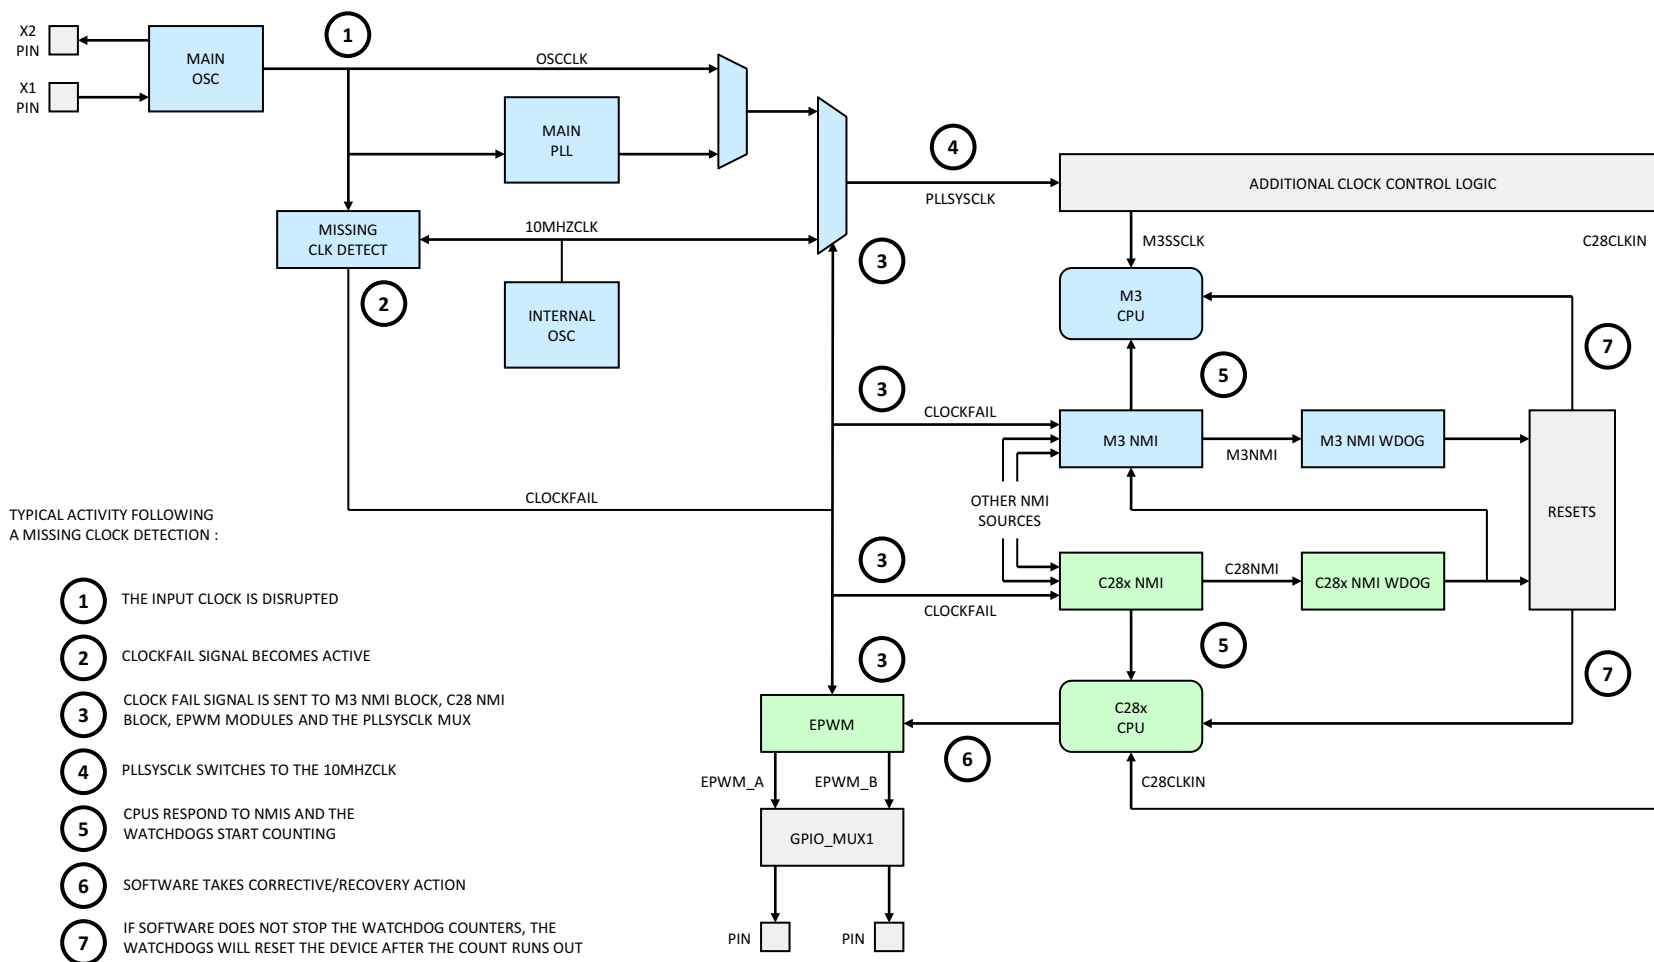 X2
PIN
X1
PIN
MAIN
OSC
1
OSCCLK
MAIN
PLL
4
PLLSYSCLK
ADDITIONAL CLOCK CONTROL LOGIC
MISSING
CLK DETECT
10MHZCLK
3
M3SSCLK
C28CLKIN
2
INTERNAL
OSC
M3
CPU
7
3
5
CLOCKFAIL
M3 NMI
M3NMI
M3 NMI WDOG
CLOCKFAIL
OTHER NMI
SOURCES
RESETS
3
CLOCKFAIL
C28x NMI
C28NMI
C28x NMI WDOG
3
5
7
EPWM
C28x
CPU
6
EPWM_A
EPWM_B
C28CLKIN
GPIO_MUX1
PIN
PIN
TYPICAL ACTIVITY FOLLOWING
A MISSING CLOCK DETECTION :
1
THE INPUT CLOCK IS DISRUPTED
2
CLOCKFAIL SIGNAL BECOMES ACTIVE
3
CLOCK FAIL SIGNAL IS SENT TO M3 NMI BLOCK, C28 NMI
BLOCK, EPWM MODULES AND THE PLLSYSCLK MUX
4
PLLSYSCLK SWITCHES TO THE 10MHZCLK
5
CPUS RESPOND TO NMIS AND THE
WATCHDOGS START COUNTING
6
SOFTWARE TAKES CORRECTIVE/RECOVERY ACTION
7
IF SOFTWARE DOES NOT STOP THE WATCHDOG COUNTERS, THE
WATCHDOGS WILL RESET THE DEVICE AFTER THE COUNT RUNS OUT